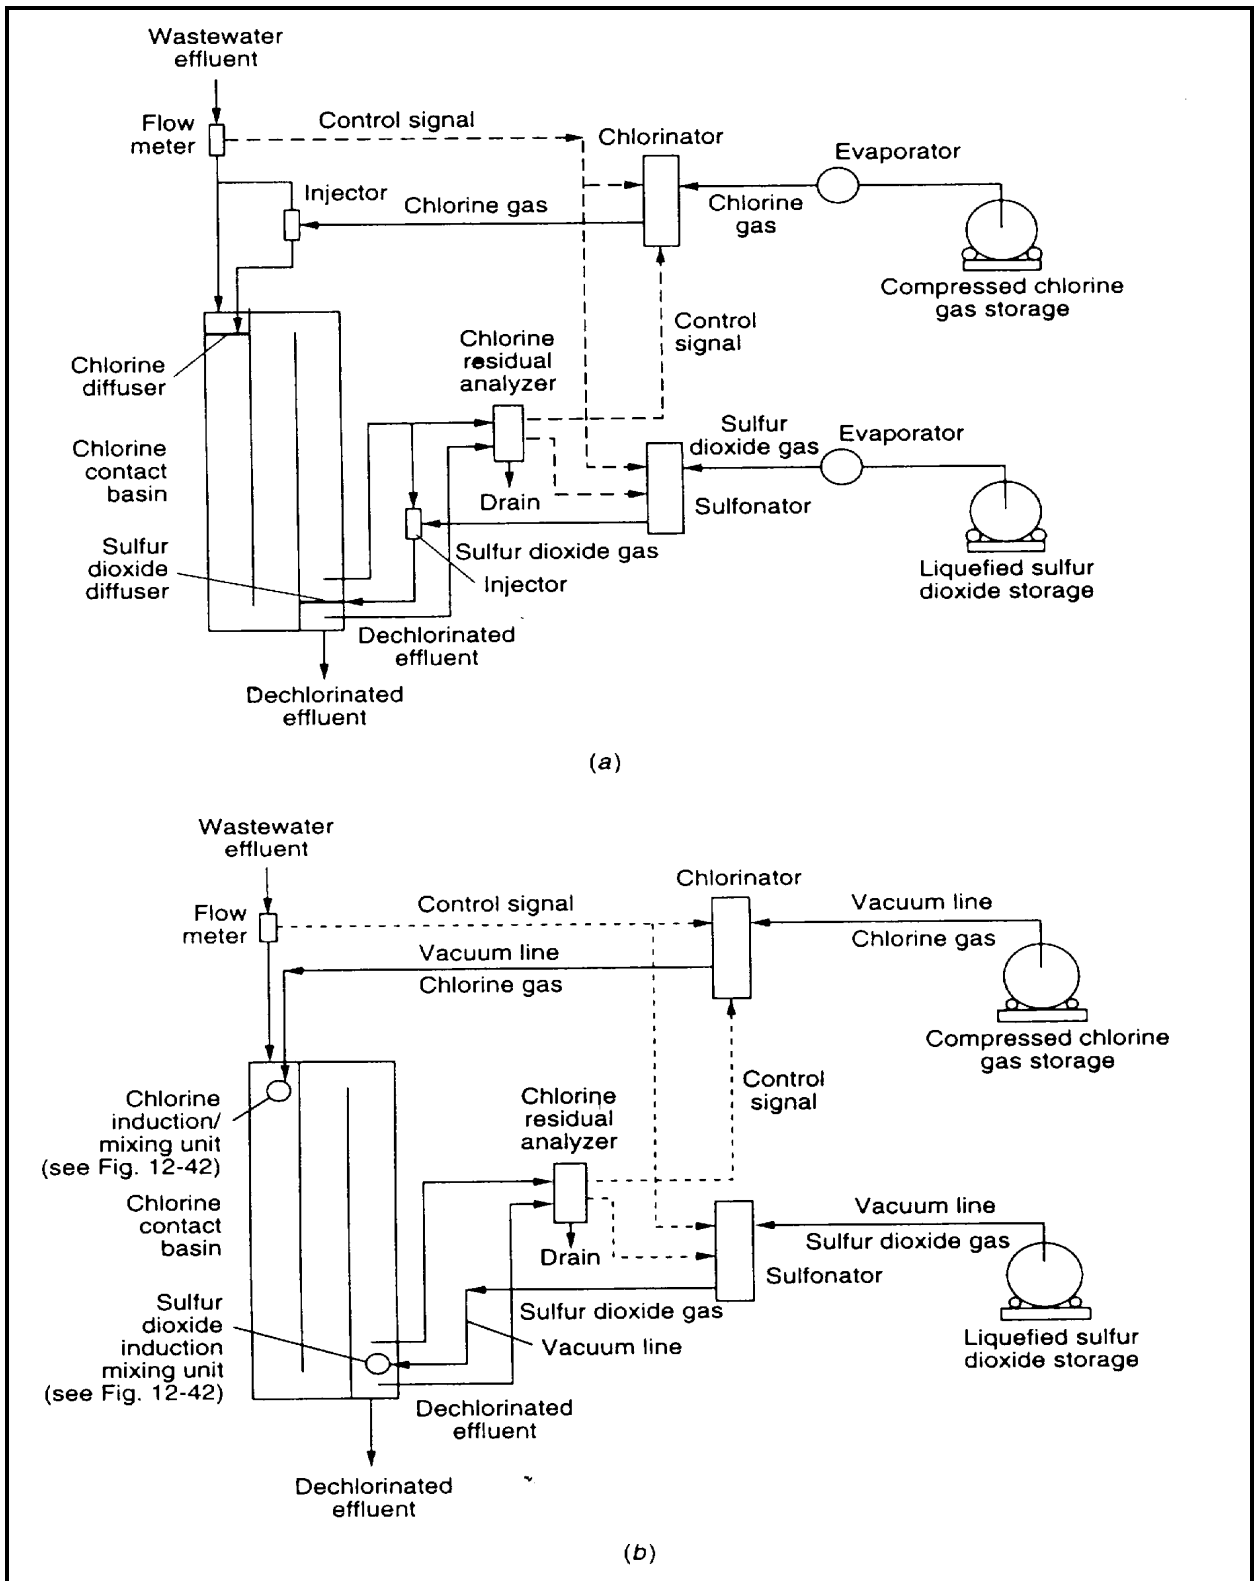 Wastewater
effluent
Flow
meter
Control signal
Chlorinator
Evaporator
Injector
Chlorine gas
Chlorine
gas
Compressed chlorine
gas storage
Chlorine
diffuser
Chlorine
residual
analyzer
Control
signal
Chlorine
contact
basin
Sulfur
dioxide gas
Evaporator
Drain
Sulfonator
Sulfur
dioxide
diffuser
Sulfur dioxide gas
Injector
Liquefied sulfur
dioxide storage
Dechlorinated
effluent
Dechlorinated
effluent
(a)
Wastewater
effluent
Flow
meter
Control signal
Chlorinator
Vacuum line
Chlorine gas
Vacuum line
Chlorine gas
Compressed chlorine
gas storage
Chlorine
induction/
mixing unit
(see Fig. 12-42)
Chlorine
residual
analyzer
Control
signal
Chlorine
contact
basin
Vacuum line
Sulfur dioxide gas
Drain
Sulfonator
Sulfur
dioxide
induction
mixing unit
(see Fig. 12-42)
Sulfur dioxide gas
Vacuum line
Liquefied sulfur
dioxide storage
Dechlorinated
effluent
Dechlorinated
effluent
(b)